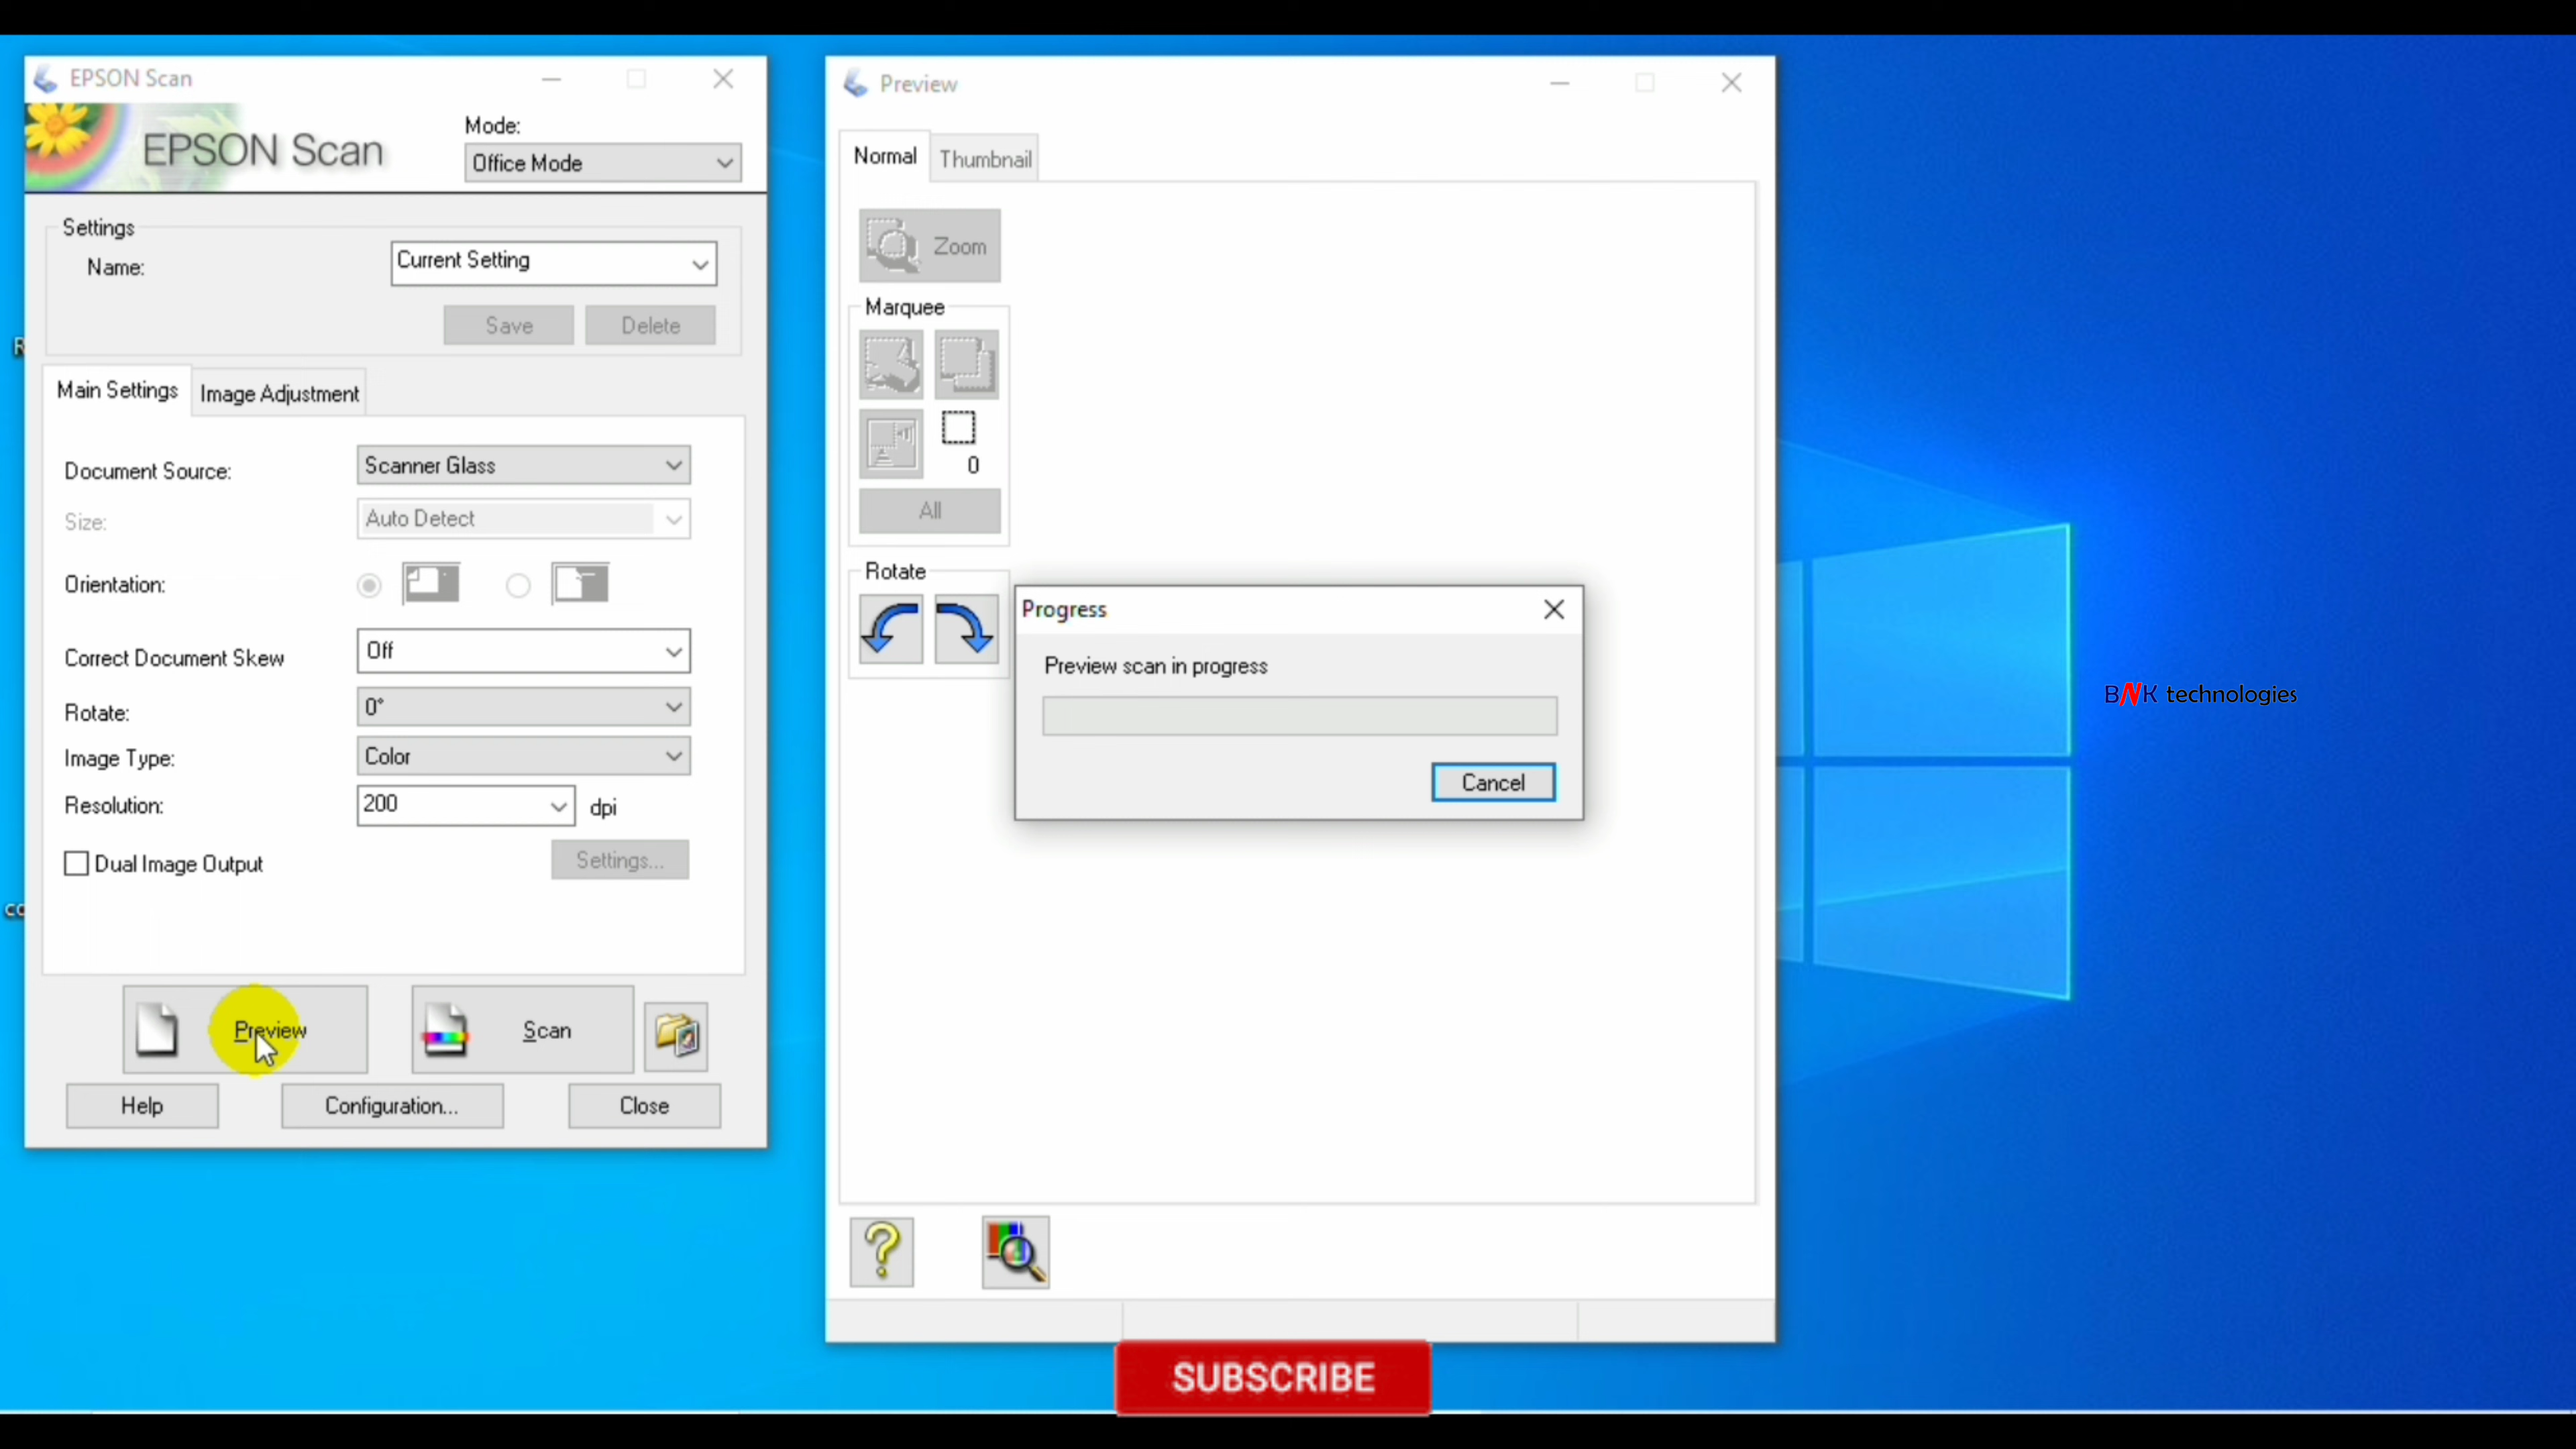 EPSON Scan
EPSON Scan
Mode:
Office Mode
Settings
Name:
Current Setting
Save
Delete
Main Settings
Image Adjustment
Document Source:
Scanner Glass
Size:
Auto Detect
Orientation:
Correct Document Skew
Off
Rotate:
0°
Image Type:
Color
Resolution:
200
dpi
Dual Image Output
Settings...
Preview
Scan
Help
Configuration...
Close
Preview
Normal
Thumbnail
Zoom
Marquee
0
All
Rotate
Progress
Preview scan in progress
Cancel
BNK technologies
SUBSCRIBE